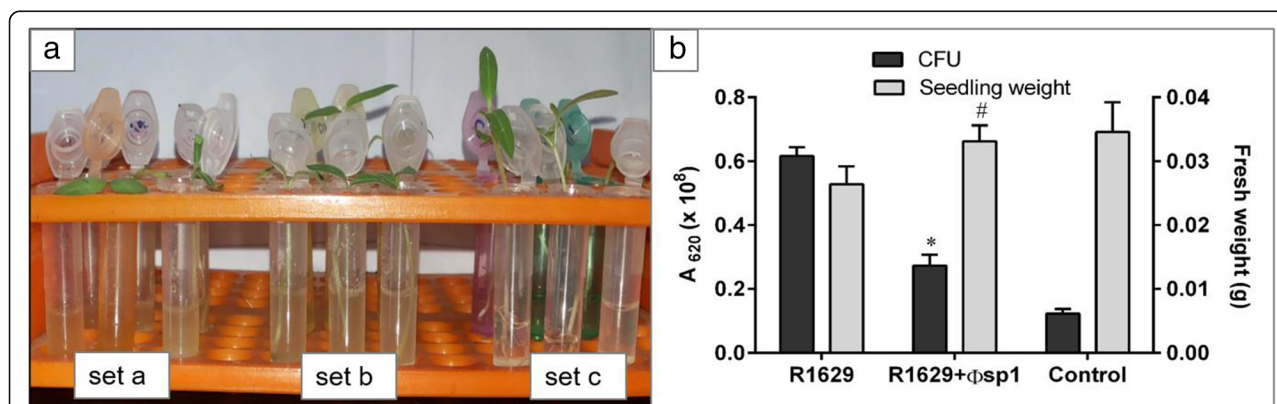 a
set a
set b
set c
b
CFU
Seedling weight
A 620 (x 10⁸)
0.8
0.6
0.4
0.2
0.0
*
#
0.04
0.03
0.02
0.01
0.00
Fresh weight (g)
R1629 R1629+Φsp1 Control